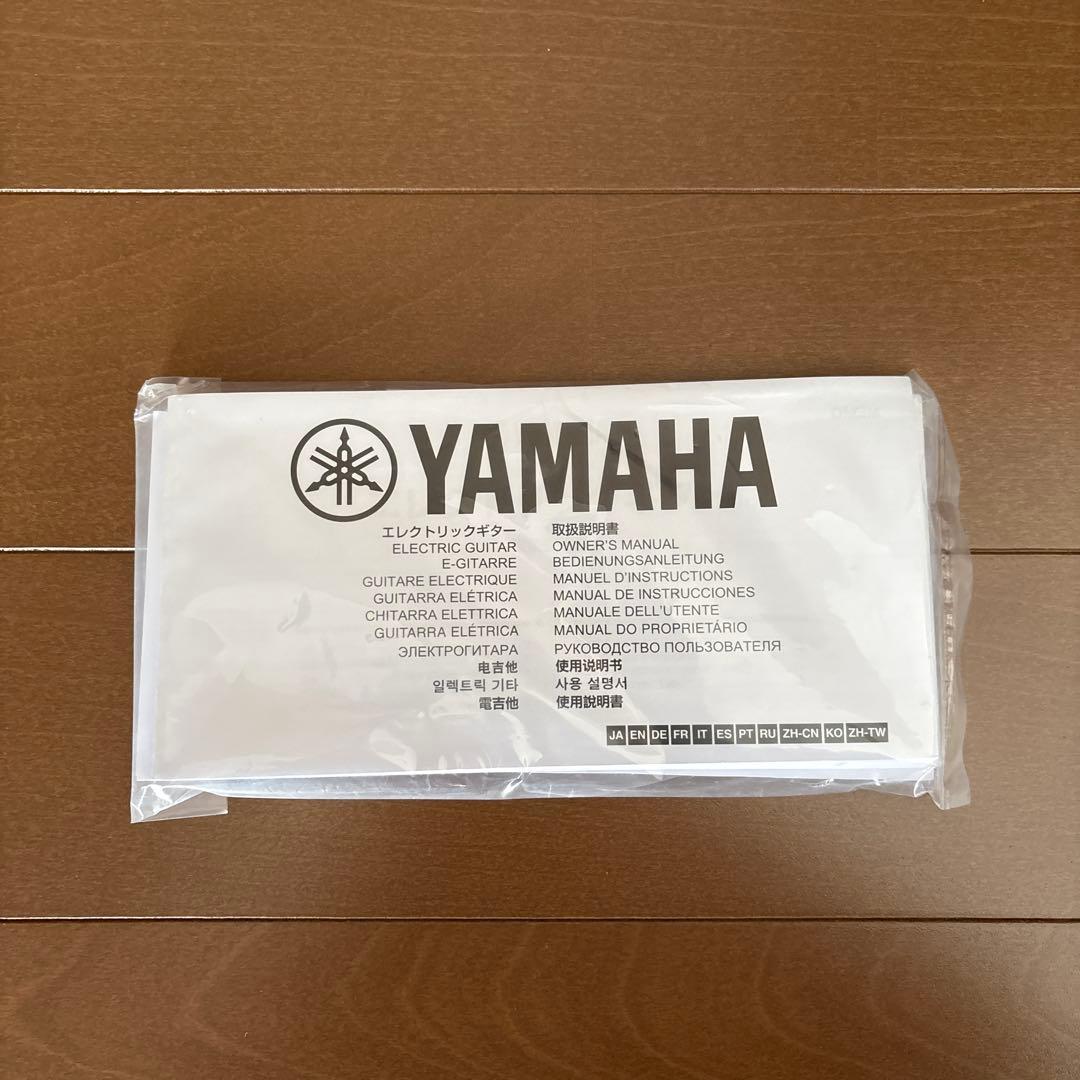 YAMAHA
エレクトリックギター 取扱説明書
ELECTRIC GUITAR OWNER'S MANUAL
E-GITARRE BEDIENUNGSANLEITUNG
GUITARE ELECTRIQUE MANUEL D'INSTRUCTIONS
GUITARRA ELÉTRICA MANUAL DE INSTRUCCIONES
CHITARRA ELETTRICA MANUALE DELL'UTENTE
GUITARRA ELÉTRICA MANUAL DO PROPRIETÁRIO
ЭЛЕКТРОГИТАРА РУКОВОДСТВО ПОЛЬЗОВАТЕЛЯ
电吉他 使用说明书
일렉트릭 기타 사용 설명서
電吉他 使用說明書
JA EN DE FR IT ES PT RU ZH-CN KO ZH-TW